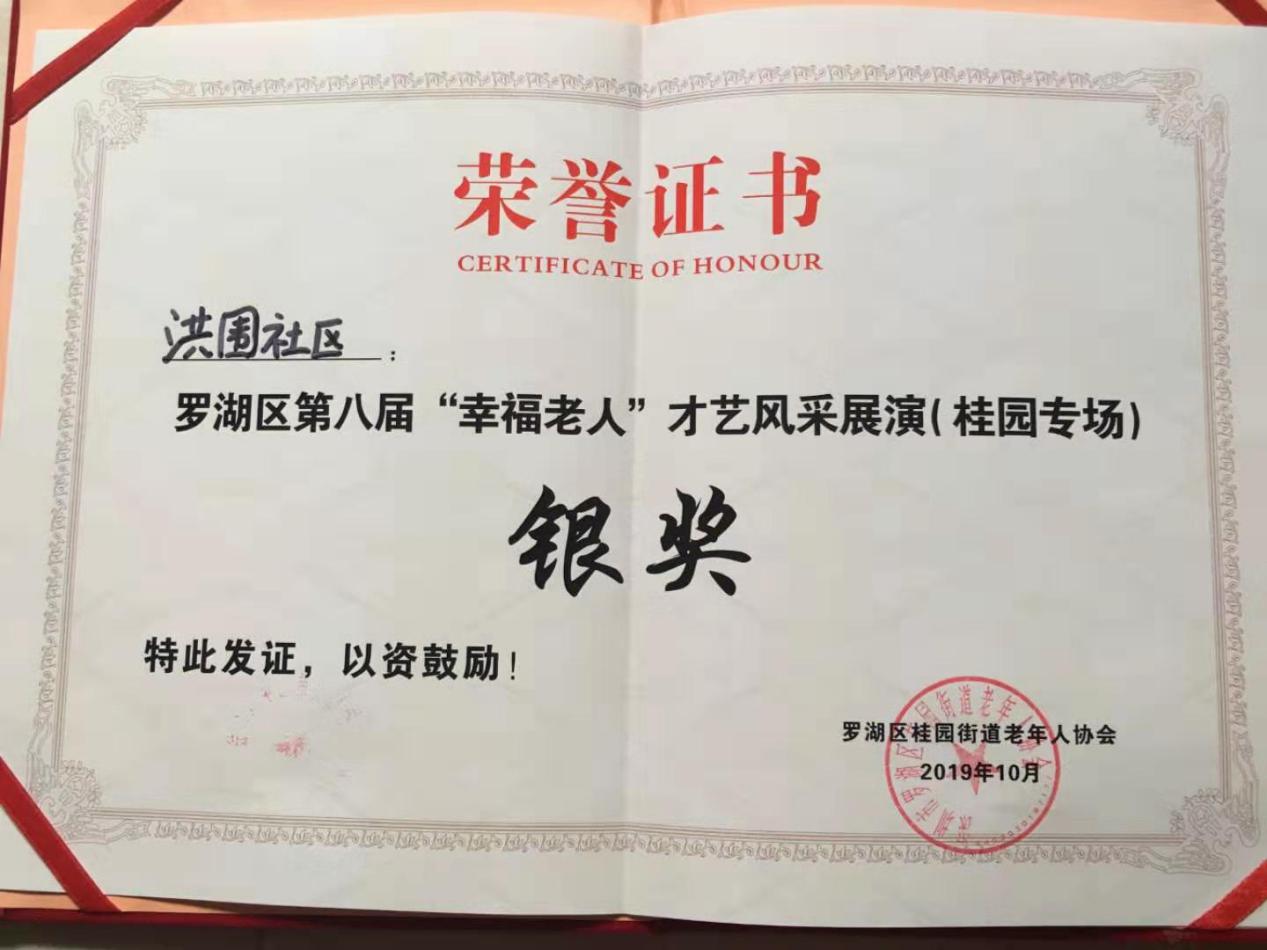 荣誉证书
CERTIFICATE OF HONOUR
洪围社区：
罗湖区第八届“幸福老人”才艺风采展演(桂园专场)
银奖
特此发证，以资鼓励！
罗湖区桂园街道老年人协会
2019年10月